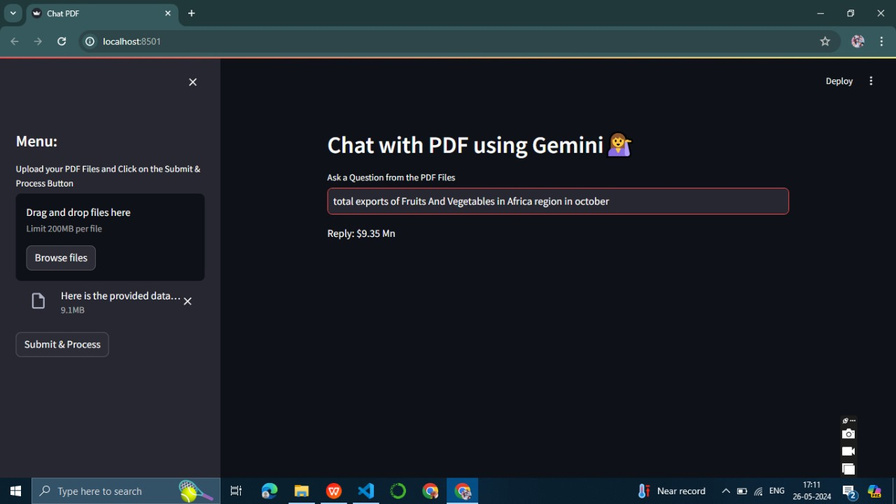 Chat PDF
localhost:8501
Deploy
Menu:
Upload your PDF Files and Click on the Submit &
Process Button
Drag and drop files here
Limit 200MB per file
Browse files
Here is the provided data...
9.1MB
Submit & Process
Chat with PDF using Gemini
Ask a Question from the PDF Files
total exports of Fruits And Vegetables in Africa region in october
Reply: $9.35 Mn
Type here to search
Near record
ENG
17:11
26-05-2024
2